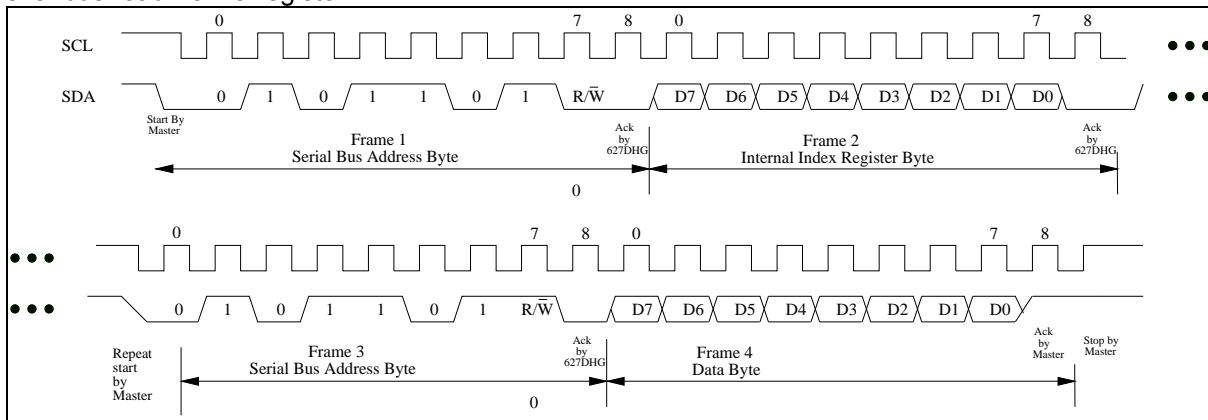 0 7 8 0 7 8
SCL
SDA 0 1 0 1 1 0 1 R/W̅ D7 D6 D5 D4 D3 D2 D1 D0
Start By
Master
Frame 1
Serial Bus Address Byte
Ack
by
627DHG
Frame 2
Internal Index Register Byte
Ack
by
627DHG
0
0 7 8 0 7 8
0 1 0 1 1 0 1 R/W̅ D7 D6 D5 D4 D3 D2 D1 D0
Repeat
start
by
Master
Frame 3
Serial Bus Address Byte
Ack
by
627DHG
Frame 4
Data Byte
Ack
by
Master
Stop by
Master
0